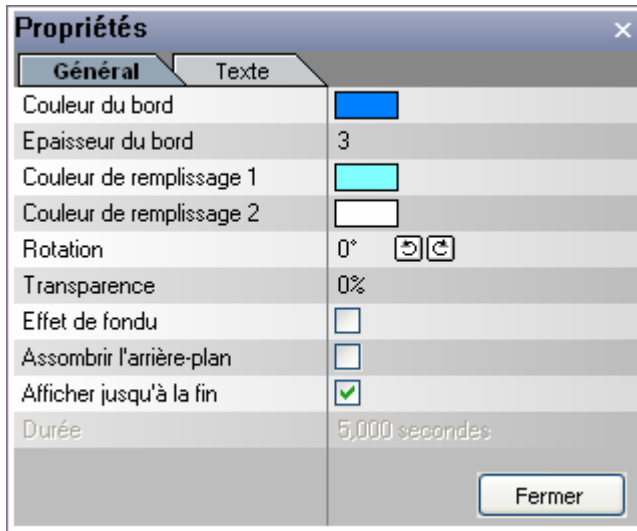 Propriétés
Général Texte
Couleur du bord
Epaisseur du bord 3
Couleur de remplissage 1
Couleur de remplissage 2
Rotation 0°
Transparence 0%
Effet de fondu
Assombrir l'arrière-plan
Afficher jusqu'à la fin
Durée 5,000 secondes
Fermer